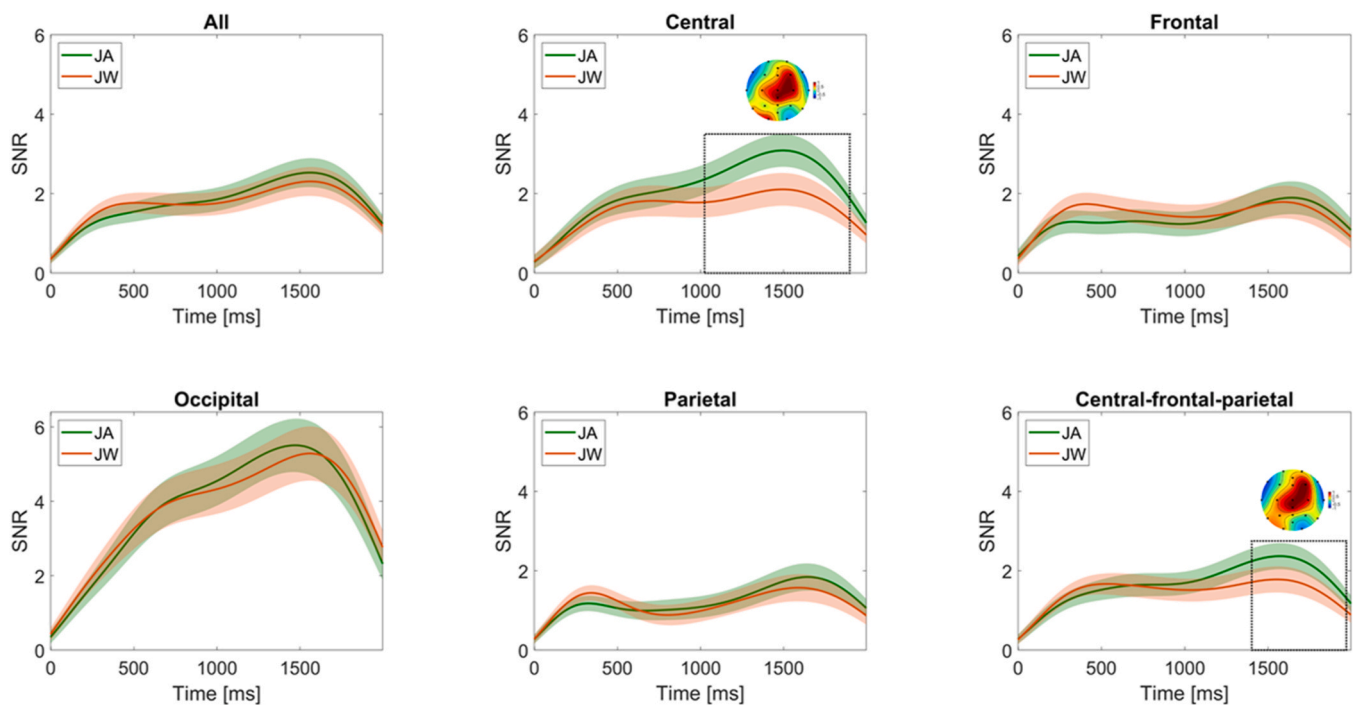 All
6
4
2
0
SNR
JA
JW
0 500 1000 1500
Time [ms]
Central
6
4
2
0
SNR
JA
JW
0 500 1000 1500
Time [ms]
Frontal
6
4
2
0
SNR
JA
JW
0 500 1000 1500
Time [ms]
Occipital
6
4
2
0
SNR
JA
JW
0 500 1000 1500
Time [ms]
Parietal
6
4
2
0
SNR
JA
JW
0 500 1000 1500
Time [ms]
Central-frontal-parietal
6
4
2
0
SNR
JA
JW
0 500 1000 1500
Time [ms]